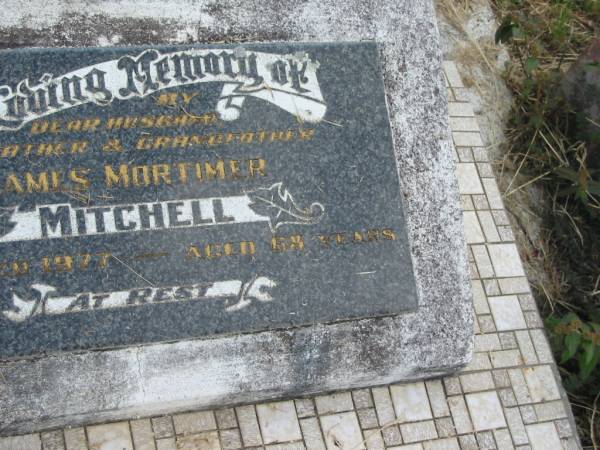 Loving Memory of
MY
DEAR HUSBAND
FATHER & GRANDFATHER
JAMES MORTIMER
MITCHELL
1977 — AGED 68 YEARS
AT REST